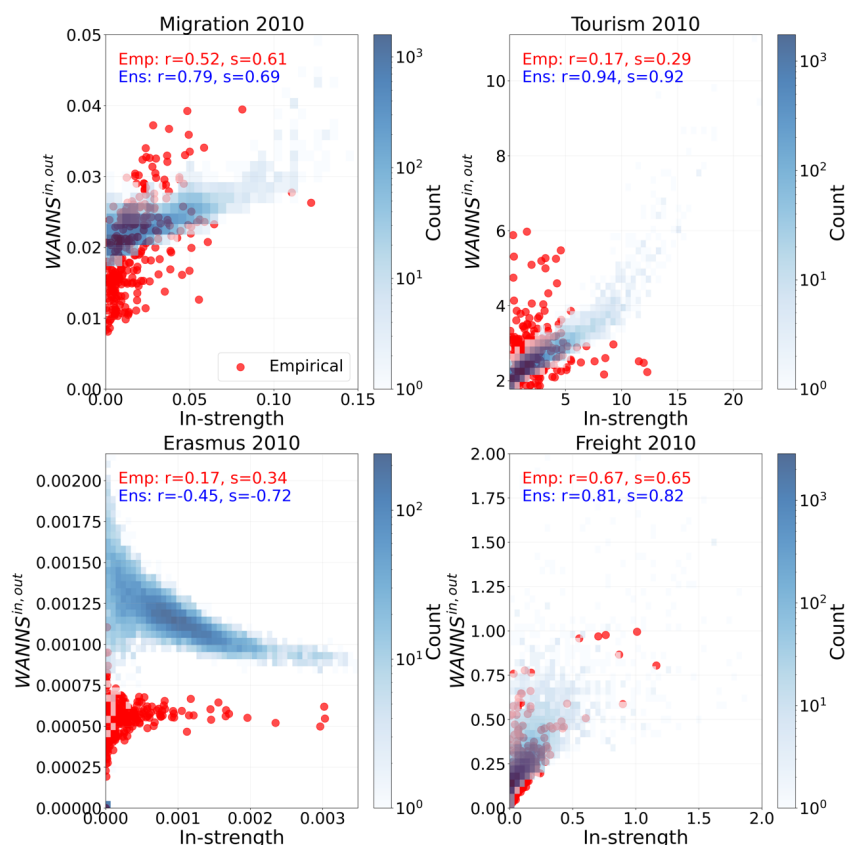 Migration 2010
Emp: r=0.52, s=0.61
Ens: r=0.79, s=0.69
0.05
0.04
0.03
0.02
0.01
0.00
WANNS^{in,out}
0.00 0.05 0.10 0.15
In-strength
Empirical
10^3
10^2
10^1
10^0
Count
Tourism 2010
Emp: r=0.17, s=0.29
Ens: r=0.94, s=0.92
10
8
6
4
2
WANNS^{in,out}
5 10 15 20
In-strength
10^3
10^2
10^1
10^0
Count
Erasmus 2010
Emp: r=0.17, s=0.34
Ens: r=-0.45, s=-0.72
0.00200
0.00175
0.00150
0.00125
0.00100
0.00075
0.00050
0.00025
0.00000
WANNS^{in,out}
0.000 0.001 0.002 0.003
In-strength
10^2
10^1
10^0
Count
Freight 2010
Emp: r=0.67, s=0.65
Ens: r=0.81, s=0.82
2.00
1.75
1.50
1.25
1.00
0.75
0.50
0.25
0.00
WANNS^{in,out}
0.0 0.5 1.0 1.5 2.0
In-strength
10^3
10^2
10^1
10^0
Count